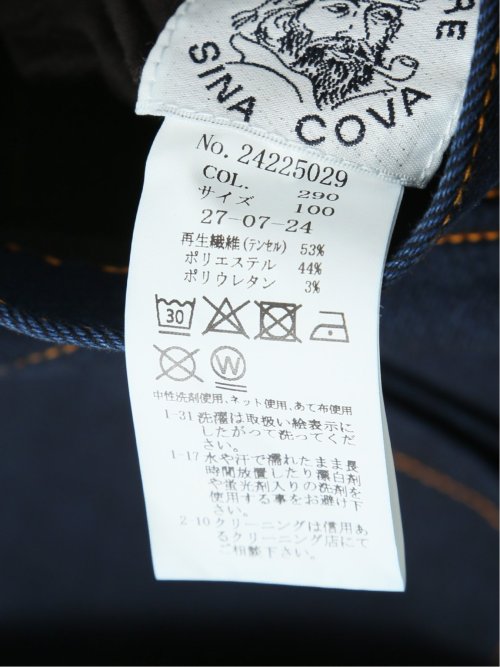 RE
SINA COVA
No. 24225029
COL. 290
サイズ 100
27-07-24
再生繊維(テンセル) 53%
ポリエステル 44%
ポリウレタン 3%
30
W
中性洗剤使用、ネット使用、あて布使用
1-31 洗濯は取扱い絵表示に
したがって洗ってくだ
さい。
1-17 水や汗で濡れたまま長
時間放置したり漂白剤
や蛍光剤入りの洗剤を
使用する事をお避け下
さい。
2-10 クリーニングは信用あ
るクリーニング店にて
ご相談下さい。